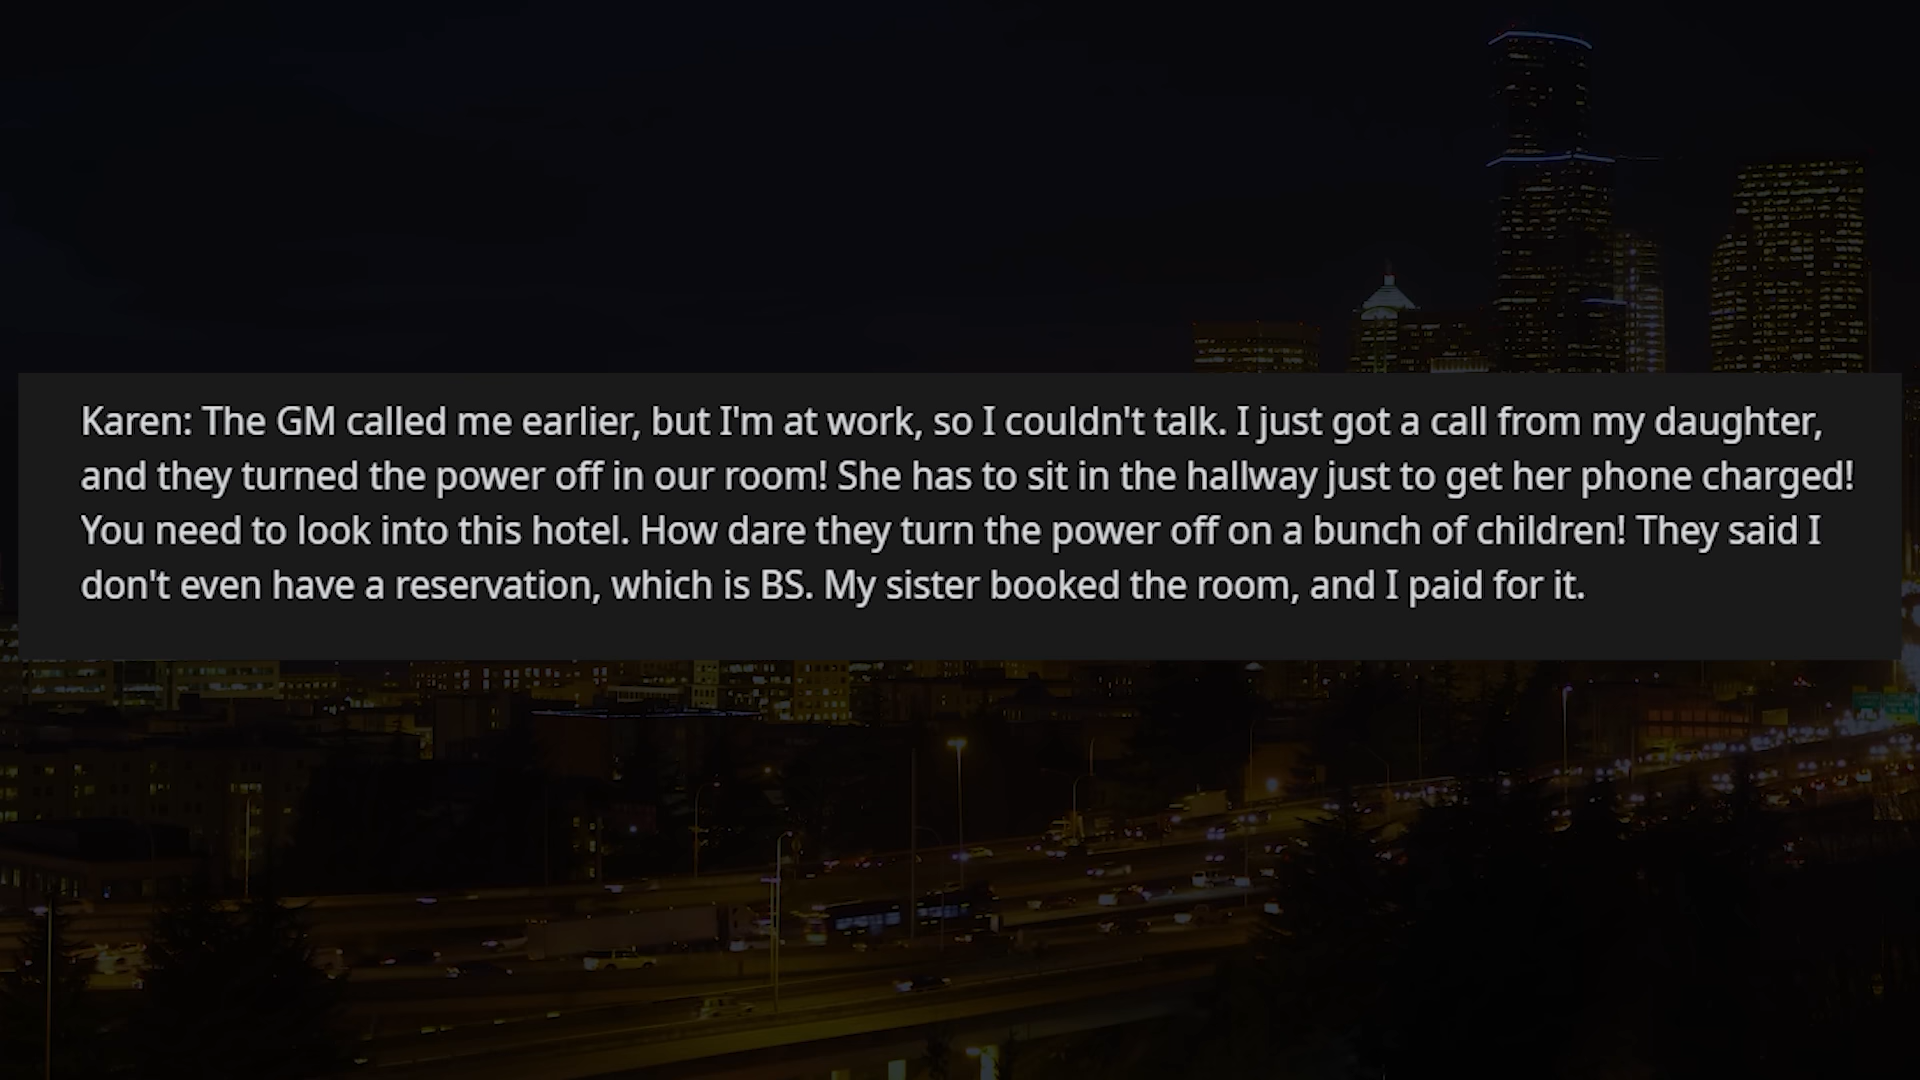 Karen: The GM called me earlier, but I'm at work, so I couldn't talk. I just got a call from my daughter,
and they turned the power off in our room! She has to sit in the hallway just to get her phone charged!
You need to look into this hotel. How dare they turn the power off on a bunch of children! They said I
don't even have a reservation, which is BS. My sister booked the room, and I paid for it.